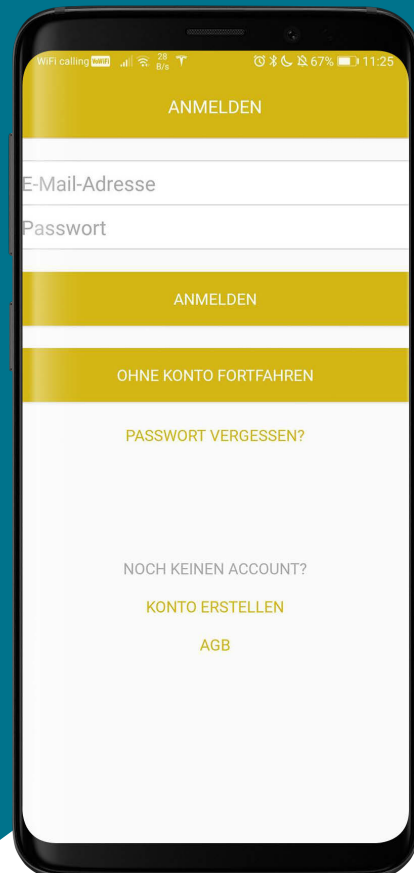 WiFi calling VoWiFi 28 B/s 67% 11:25
ANMELDEN
E-Mail-Adresse
Passwort
ANMELDEN
OHNE KONTO FORTFAHREN
PASSWORT VERGESSEN?
NOCH KEINEN ACCOUNT?
KONTO ERSTELLEN
AGB